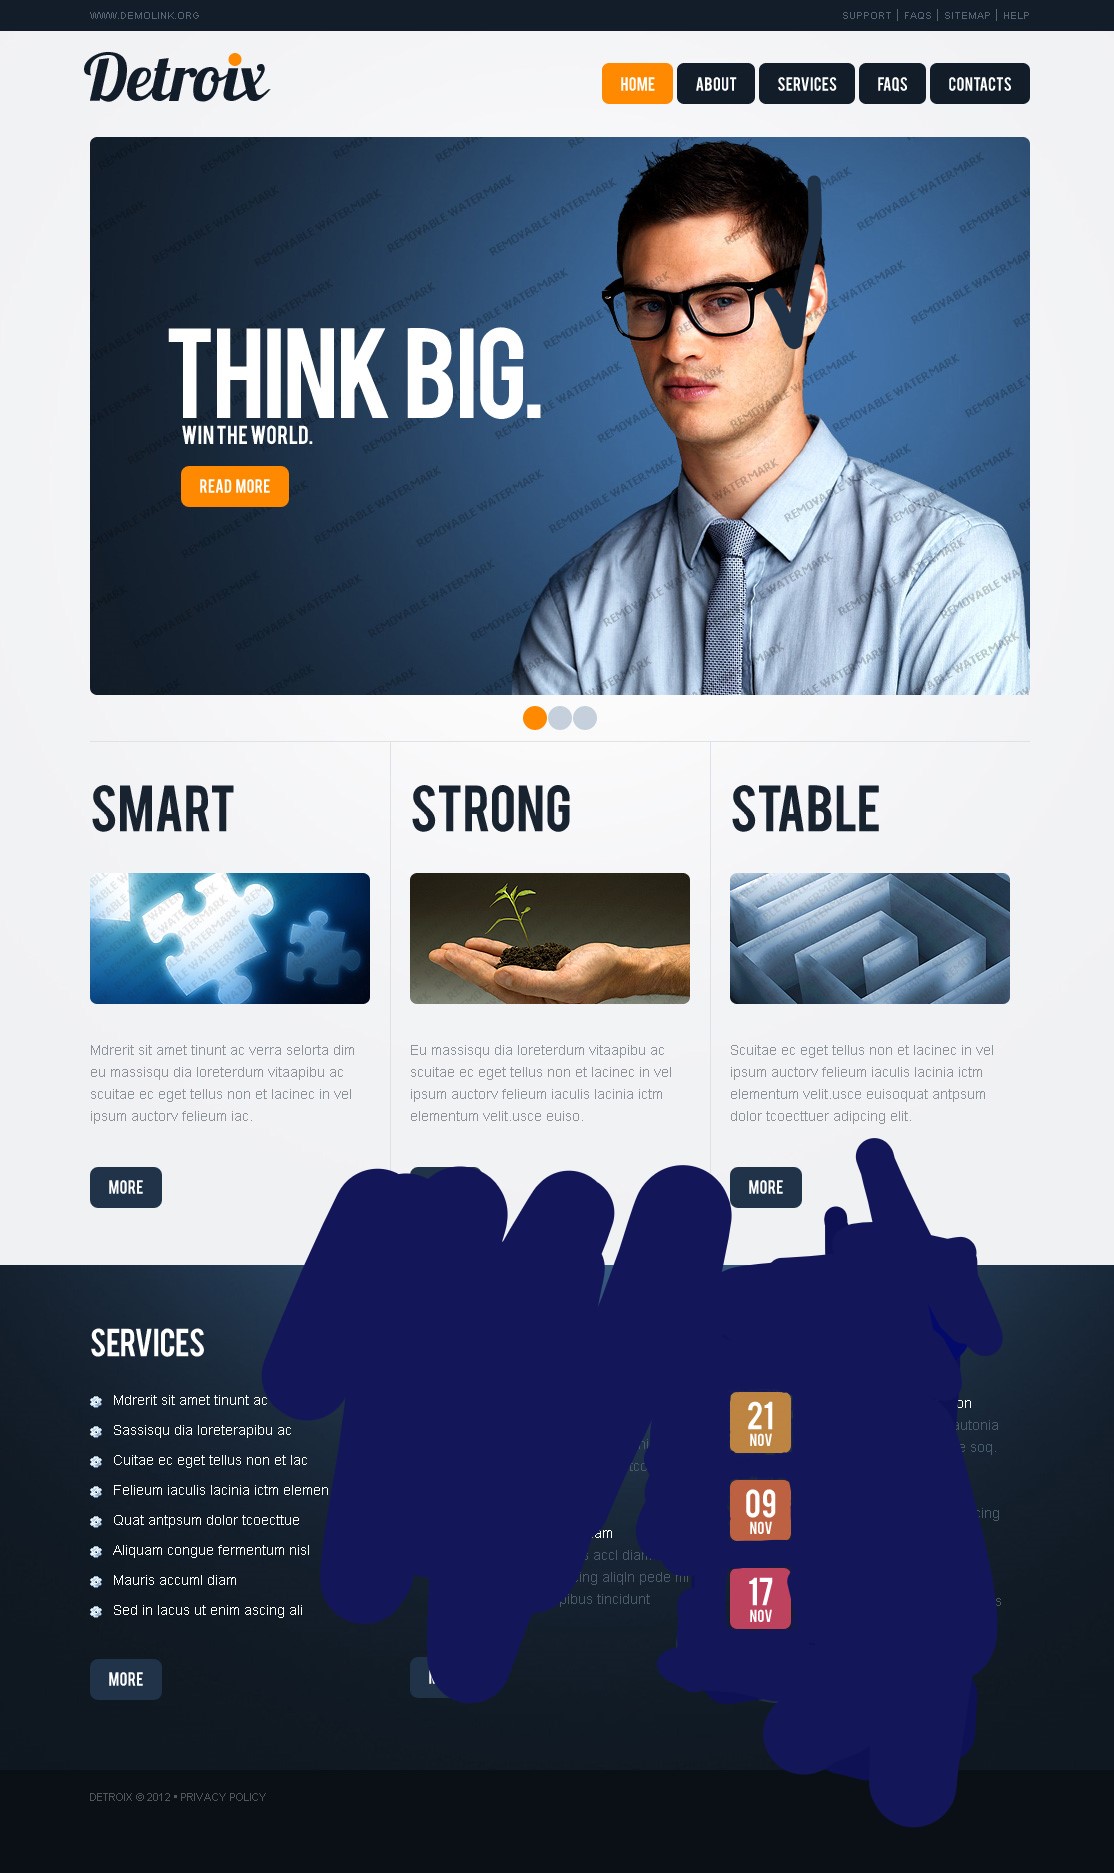 WWW.DEMOLINK.ORG
SUPPORT | FAQS | SITEMAP | HELP
Detroix
HOME
ABOUT
SERVICES
FAQS
CONTACTS
THINK BIG.
WIN THE WORLD.
READ MORE
REMOVABLE WATERMARK
SMART
STRONG
STABLE
Mdrerit sit amet tinunt ac verra selorta dim
eu massisqu dia loreterdum vitaapibu ac
scuitae ec eget tellus non et lacinec in vel
ipsum auctorv felieum iac.
MORE
Eu massisqu dia loreterdum vitaapibu ac
scuitae ec eget tellus non et lacinec in vel
ipsum auctorv felieum iaculis lacinia ictm
elementum velit.usce euiso.
Scuitae ec eget tellus non et lacinec in vel
ipsum auctorv felieum iaculis lacinia ictm
elementum velit.usce euisoquat antpsum
dolor tcoecttuer adipcing elit.
MORE
SERVICES
Mdrerit sit amet tinunt ac
Sassisqu dia loreterapibu ac
Cuitae ec eget tellus non et lac
Felieum iaculis lacinia ictm elemen
Quat antpsum dolor tcoecttue
Aliquam congue fermentum nisl
Mauris accuml diam
Sed in lacus ut enim ascing ali
MORE
accl diam
aliqln pede
tincidunt
21
NOV
09
NOV
17
NOV
soq.
DETROIX © 2012 • PRIVACY POLICY